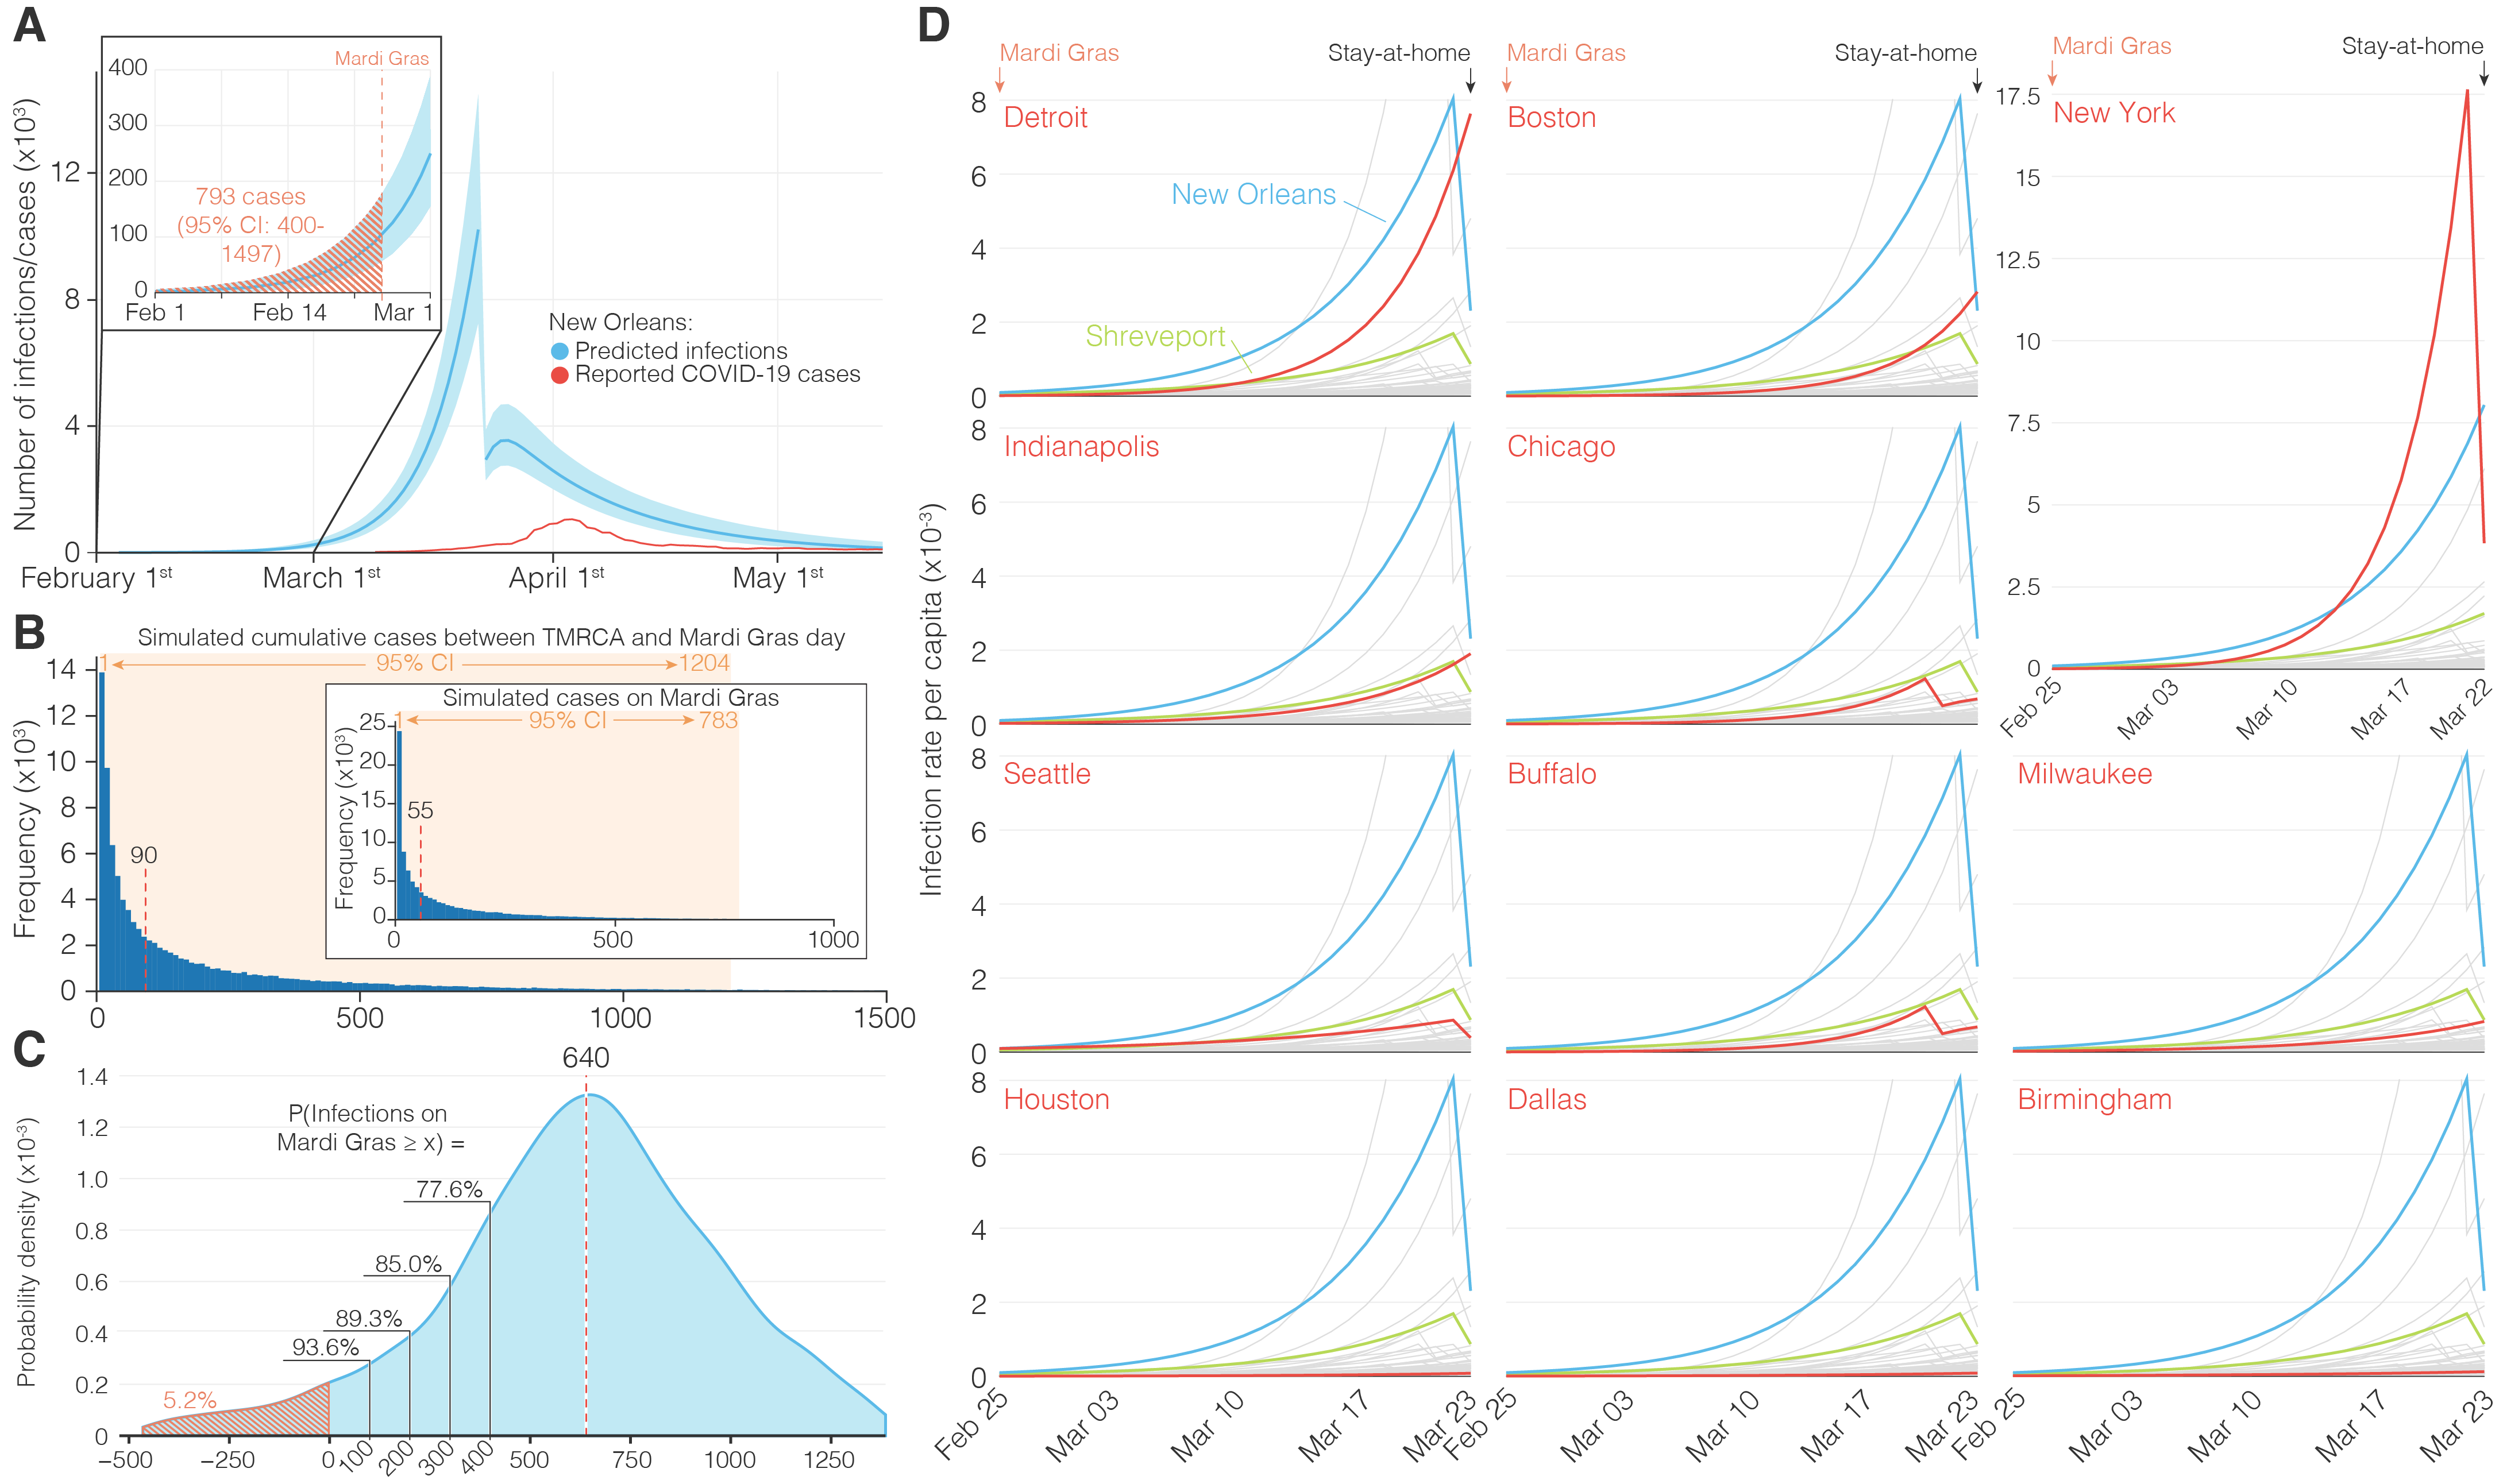 A
Number of infections/cases (x10³)
12
8
4
0
February 1st
March 1st
April 1st
May 1st
400
300
200
100
0
Mardi Gras
793 cases
(95% CI: 400-
1497)
Feb 1
Feb 14
Mar 1
New Orleans:
Predicted infections
Reported COVID-19 cases
B
Simulated cumulative cases between TMRCA and Mardi Gras day
Frequency (x10³)
14
12
10
8
6
4
2
0
1
95% CI
1204
90
0
500
1000
1500
Simulated cases on Mardi Gras
Frequency (x10³)
25
20
15
10
5
0
1
95% CI
783
55
0
500
1000
C
640
Probability density (x10-³)
1.4
1.2
1.0
0.8
0.6
0.4
0.2
0
P(Infections on
Mardi Gras ≥ x) =
77.6%
85.0%
89.3%
93.6%
5.2%
−500
−250
0
100
200
300
400
500
750
1000
1250
D
Infection rate per capita (x10-³)
Mardi Gras
Stay-at-home
8
6
4
2
0
Detroit
New Orleans
Shreveport
Mardi Gras
Stay-at-home
Boston
Mardi Gras
Stay-at-home
17.5
15
12.5
10
7.5
5
2.5
0
New York
Feb 25
Mar 03
Mar 10
Mar 17
Mar 22
8
6
4
2
0
Indianapolis
Chicago
8
6
4
2
0
Seattle
Buffalo
Milwaukee
8
6
4
2
0
Houston
Dallas
Birmingham
Feb 25
Mar 03
Mar 10
Mar 17
Mar 23
Feb 25
Mar 03
Mar 10
Mar 17
Mar 23
Feb 25
Mar 03
Mar 10
Mar 17
Mar 23